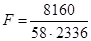 F = 8160 / 58 · 2336